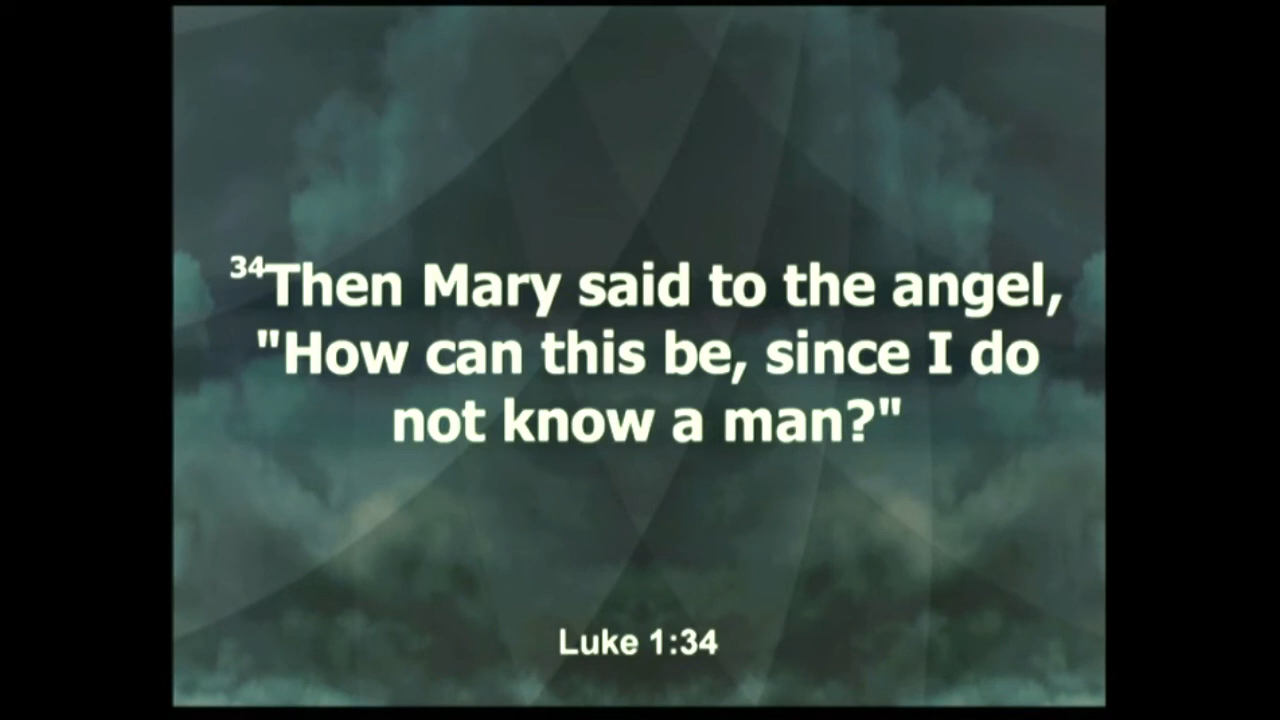 34Then Mary said to the angel,
"How can this be, since I do
not know a man?"
Luke 1:34